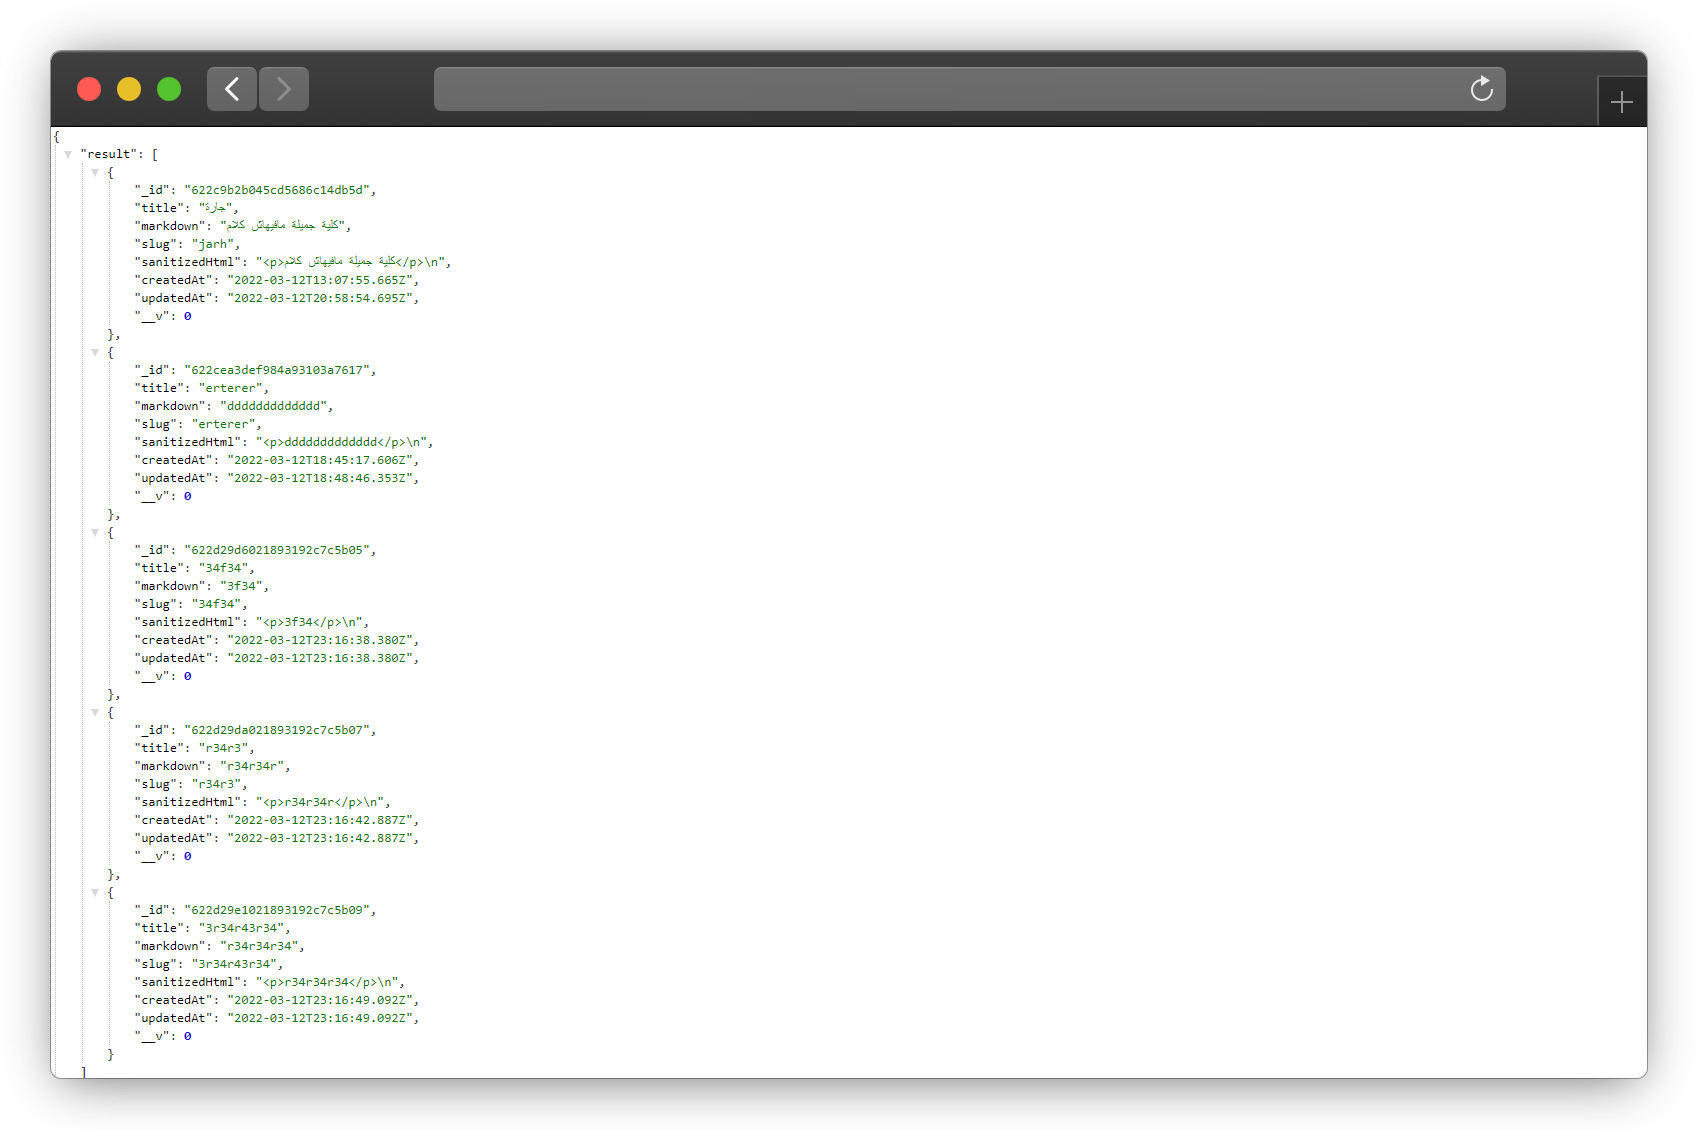 {
"result": [
{
"_id": "622c9b2b045cd5686c14db5d",
"title": "جارة",
"markdown": "كلية جميلة مافيهاش كلام",
"slug": "jarh",
"sanitizedHtml": "<p>كلية جميلة مافيهاش كلام</p>\n",
"createdAt": "2022-03-12T13:07:55.665Z",
"updatedAt": "2022-03-12T20:58:54.695Z",
"__v": 0
},
{
"_id": "622cea3def984a93103a7617",
"title": "erterer",
"markdown": "ddddddddddddd",
"slug": "erterer",
"sanitizedHtml": "<p>ddddddddddddd</p>\n",
"createdAt": "2022-03-12T18:45:17.606Z",
"updatedAt": "2022-03-12T18:48:46.353Z",
"__v": 0
},
{
"_id": "622d29d6021893192c7c5b05",
"title": "34f34",
"markdown": "3f34",
"slug": "34f34",
"sanitizedHtml": "<p>3f34</p>\n",
"createdAt": "2022-03-12T23:16:38.380Z",
"updatedAt": "2022-03-12T23:16:38.380Z",
"__v": 0
},
{
"_id": "622d29da021893192c7c5b07",
"title": "r34r3",
"markdown": "r34r34r",
"slug": "r34r3",
"sanitizedHtml": "<p>r34r34r</p>\n",
"createdAt": "2022-03-12T23:16:42.887Z",
"updatedAt": "2022-03-12T23:16:42.887Z",
"__v": 0
},
{
"_id": "622d29e1021893192c7c5b09",
"title": "3r34r43r34",
"markdown": "r34r34r34",
"slug": "3r34r43r34",
"sanitizedHtml": "<p>r34r34r34</p>\n",
"createdAt": "2022-03-12T23:16:49.092Z",
"updatedAt": "2022-03-12T23:16:49.092Z",
"__v": 0
}
]